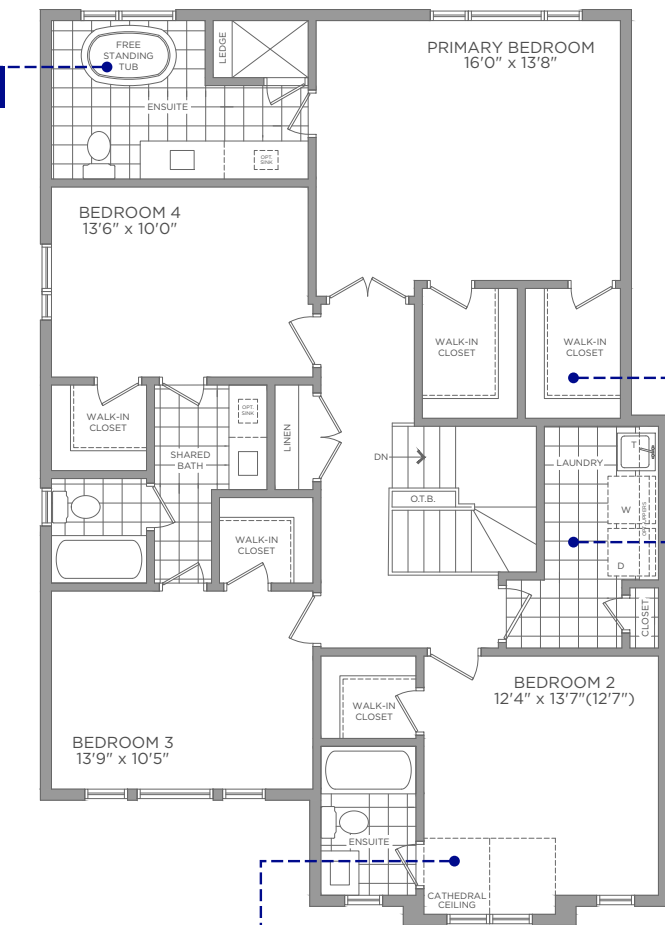 FREE
STANDING
TUB
LEDGE
PRIMARY BEDROOM
16'0" x 13'8"
ENSUITE
OPT.
SINK
BEDROOM 4
13'6" x 10'0"
WALK-IN
CLOSET
WALK-IN
CLOSET
WALK-IN
CLOSET
OPT.
SINK
SHARED
BATH
LINEN
DN
LAUNDRY
T
O.T.B.
W
OPT. UPPERS
D
WALK-IN
CLOSET
CLOSET
BEDROOM 2
12'4" x 13'7"(12'7")
WALK-IN
CLOSET
BEDROOM 3
13'9" x 10'5"
ENSUITE
CATHEDRAL
CEILING